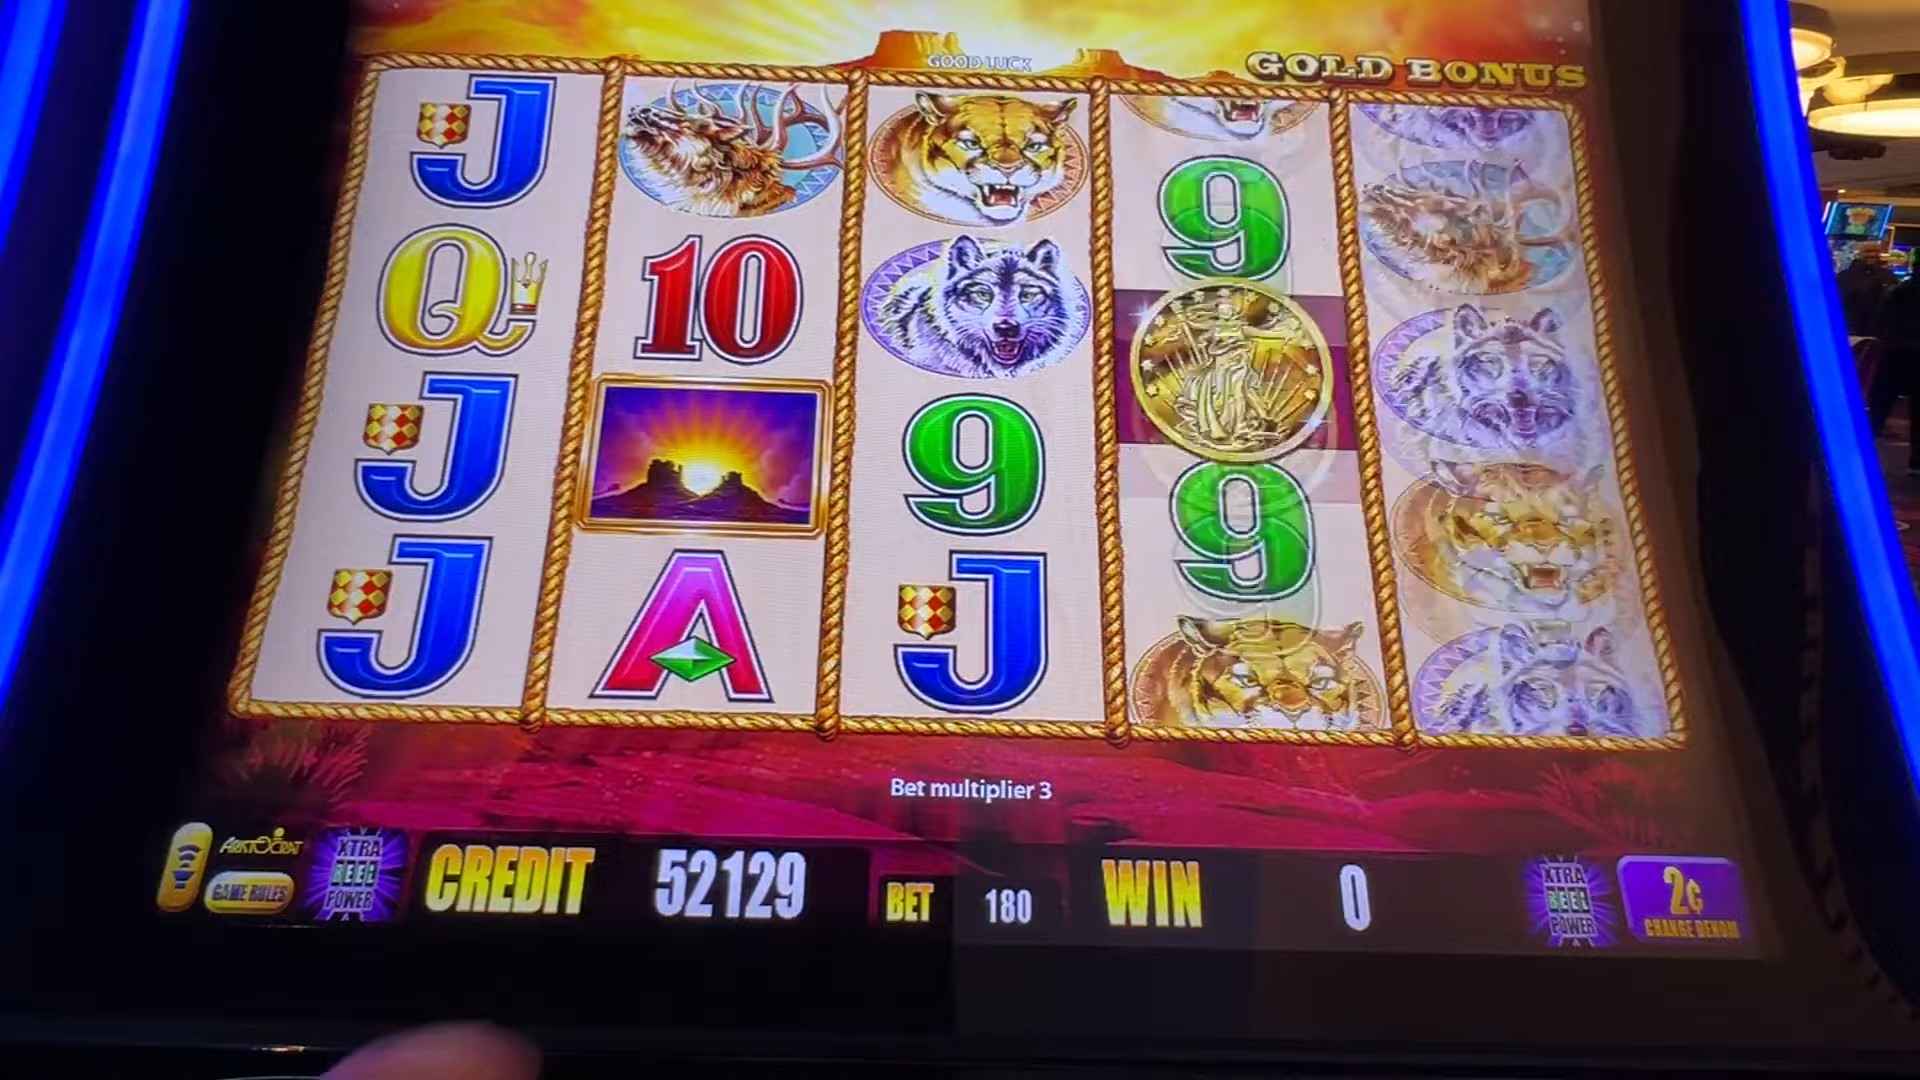 GOOD LUCK
GOLD BONUS
J
Q
J
J
10
A
9
J
9
9
Bet multiplier 3
ARISTOCRAT
GAME RULES
XTRA REEL POWER
CREDIT 52129
BET 180
WIN 0
XTRA REEL POWER
2¢
CHANGE DENOM